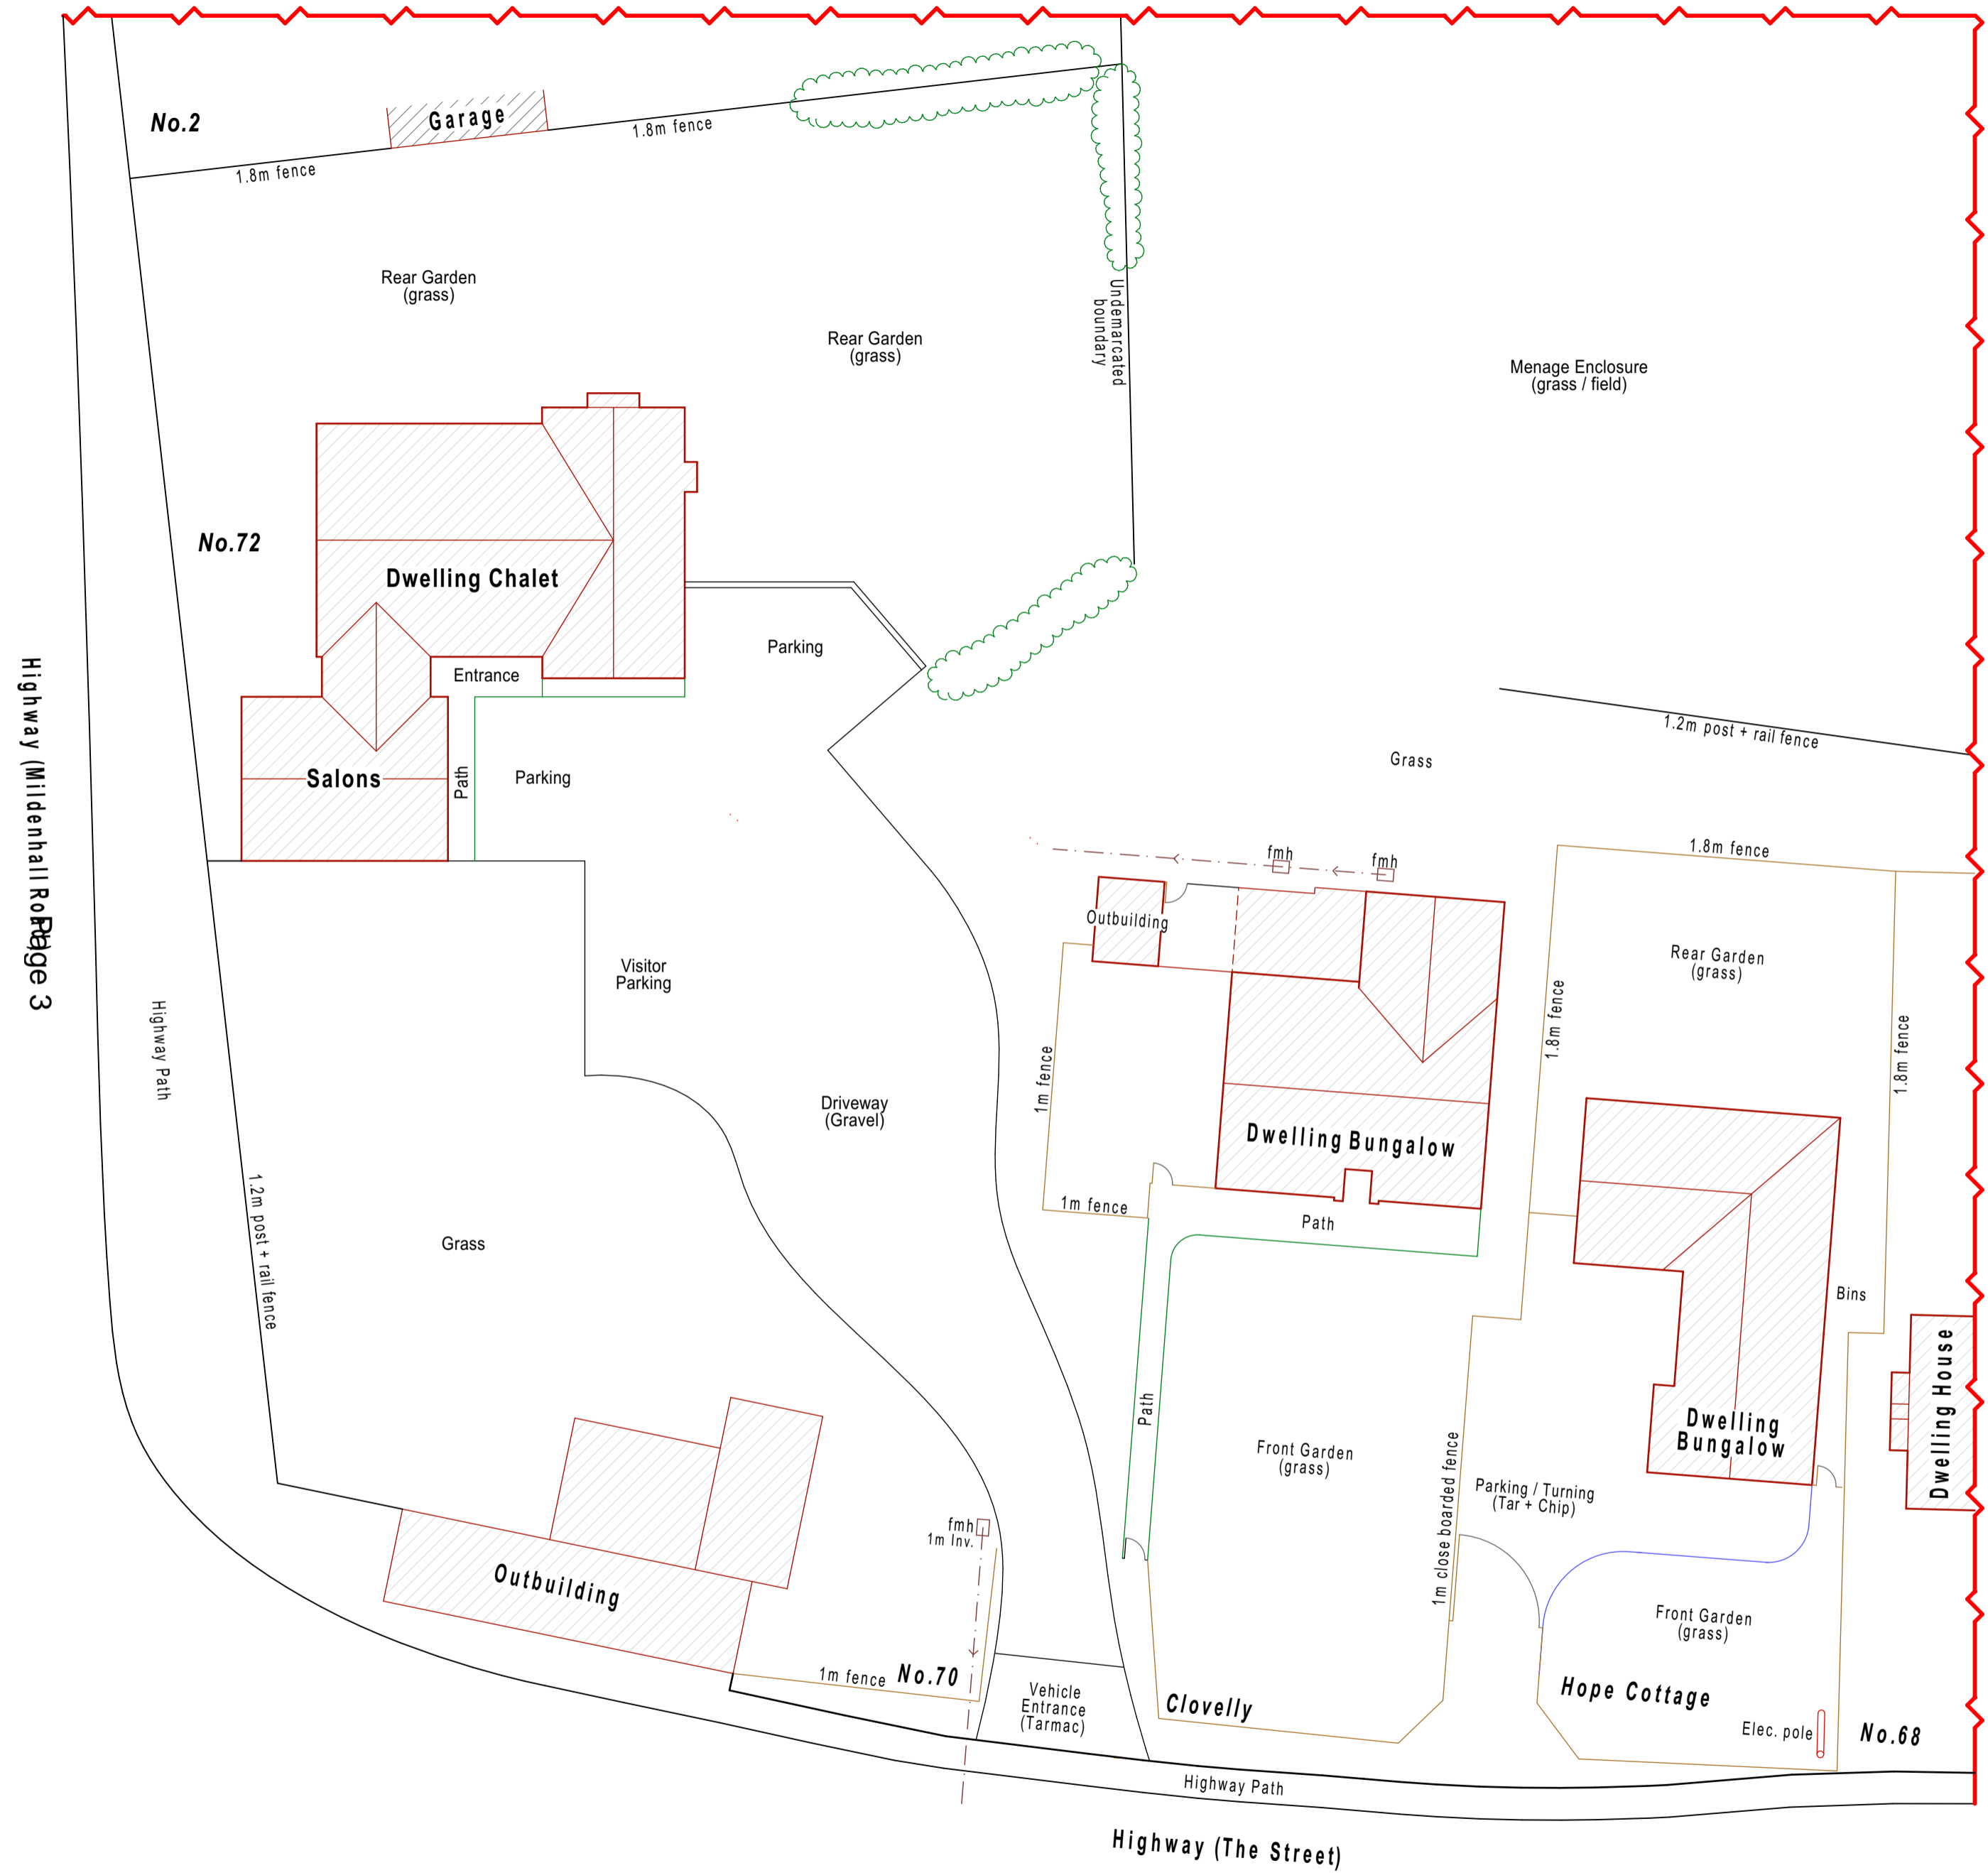 No.2
Garage
1.8m fence
1.8m fence
Rear Garden
(grass)
Rear Garden
(grass)
Undemarcated
boundary
Menage Enclosure
(grass / field)
No.72
Dwelling Chalet
Parking
Entrance
Salons
Path
Parking
Highway (Mildenhall Road)
Page 3
1.2m post + rail fence
Grass
fmh
fmh
1.8m fence
Outbuilding
Rear Garden
(grass)
Visitor
Parking
Highway Path
1m fence
1.8m fence
1.8m fence
Driveway
(Gravel)
Dwelling Bungalow
1m fence
Path
1.2m post + rail fence
Grass
Bins
Dwelling House
Path
Front Garden
(grass)
1m close boarded fence
Dwelling
Bungalow
Parking / Turning
(Tar + Chip)
fmh
1m Inv.
Outbuilding
Front Garden
(grass)
1m fence
No.70
Vehicle
Entrance
(Tarmac)
Clovelly
Hope Cottage
Elec. pole
No.68
Highway Path
Highway (The Street)